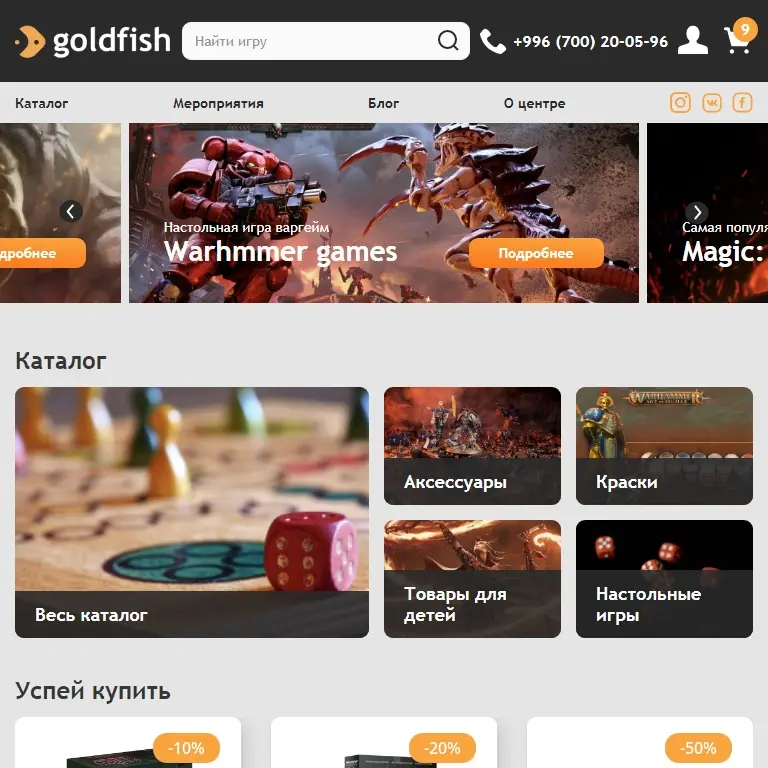 goldfish
Найти игру
+996 (700) 20-05-96
9
Каталог
Мероприятия
Блог
О центре
Настольная игра варгейм
Warhmmer games
Подробнее
дробнее
Самая популя
Magic:
Каталог
Весь каталог
Аксессуары
WARHAMMER
Краски
Товары для
детей
Настольные
игры
Успей купить
-10%
-20%
-50%